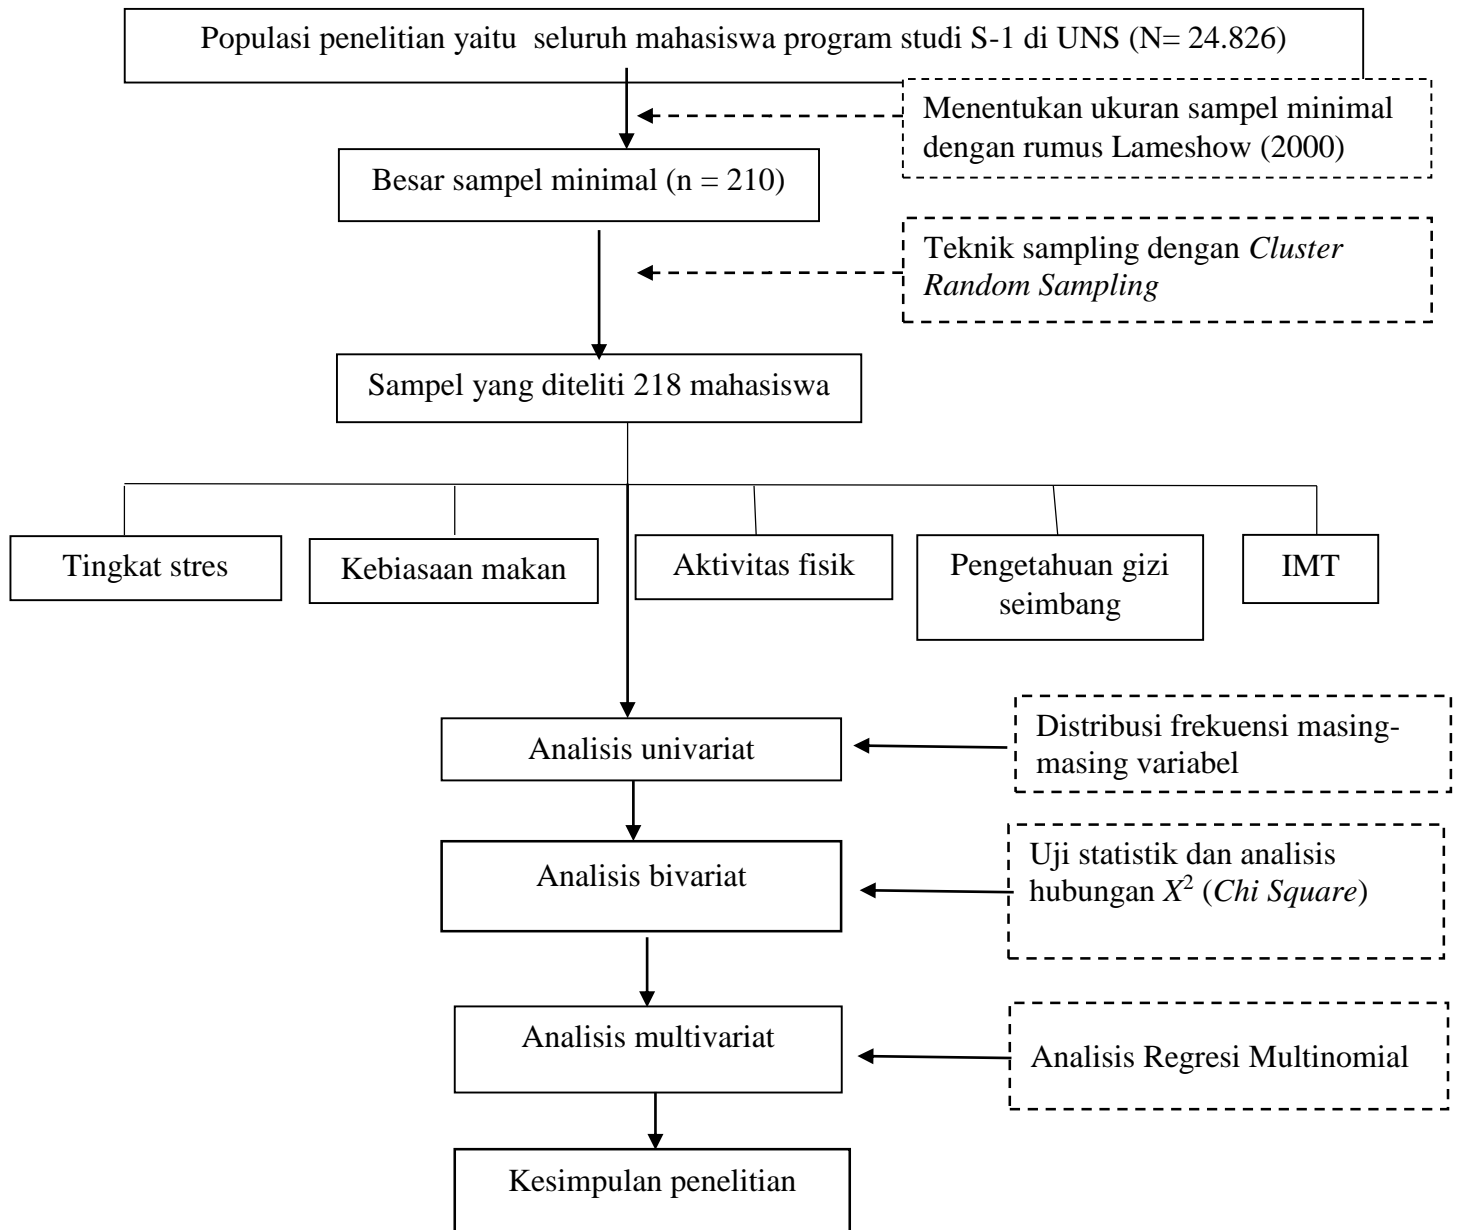 Populasi penelitian yaitu  seluruh mahasiswa program studi S-1 di UNS (N= 24.826)
Menentukan ukuran sampel minimal
dengan rumus Lameshow (2000)
Besar sampel minimal (n = 210)
Teknik sampling dengan Cluster
Random Sampling
Sampel yang diteliti 218 mahasiswa
Tingkat stres
Kebiasaan makan
Aktivitas fisik
Pengetahuan gizi
seimbang
IMT
Analisis univariat
Distribusi frekuensi masing-
masing variabel
Analisis bivariat
Uji statistik dan analisis
hubungan X² (Chi Square)
Analisis multivariat
Analisis Regresi Multinomial
Kesimpulan penelitian